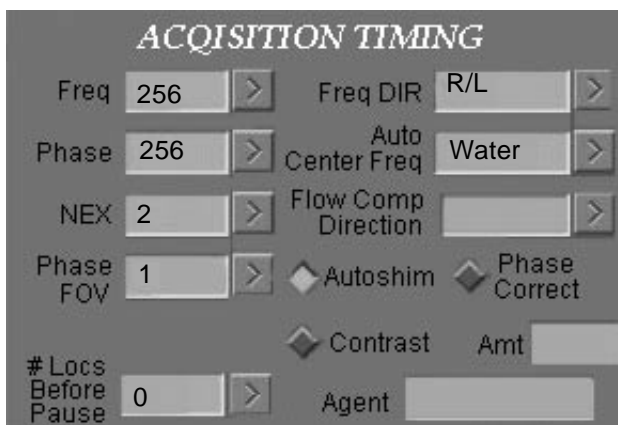 ACQISITION TIMING
Freq 256 Freq DIR R/L
Phase 256 Auto Center Freq Water
NEX 2 Flow Comp Direction
Phase FOV 1 Autoshim Phase Correct
Contrast Amt
# Locs Before Pause 0 Agent